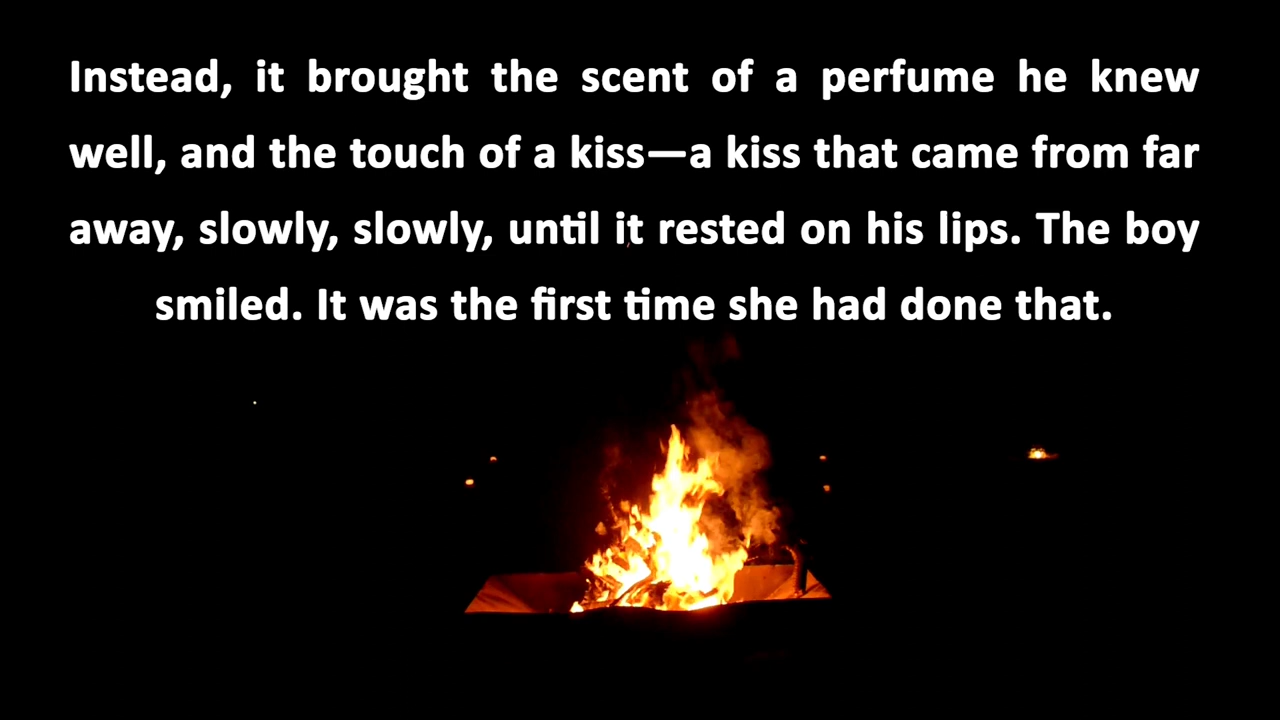 Instead, it brought the scent of a perfume he knew
well, and the touch of a kiss—a kiss that came from far
away, slowly, slowly, until it rested on his lips. The boy
smiled. It was the first time she had done that.